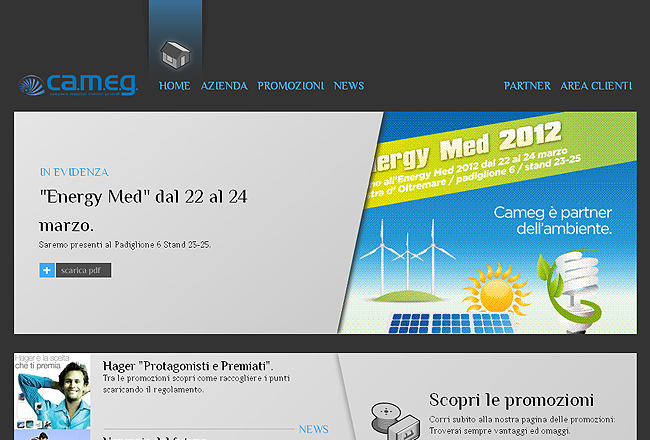 ca.m.e.g.
HOME AZIENDA PROMOZIONI NEWS PARTNER AREA CLIENTI
IN EVIDENZA
"Energy Med" dal 22 al 24
marzo.
Saremo presenti al Padiglione 6 Stand 23-25.
scarica pdf
ergy Med 2012
no all'Energy Med 2012 dal 22 al 24 marzo
stra d' Oltremare / padiglione 6 / stand 23-25
Cameg è partner
dell'ambiente.
Hager è la scelta
che ti premia
Hager "Protagonisti e Premiati".
Tra le promozioni scopri come raccogliere i punti
scaricando il regolamento.
NEWS
Scopri le promozioni
Corri subito alla nostra pagina delle promozioni:
Troverai sempre vantaggi ed omaggi.